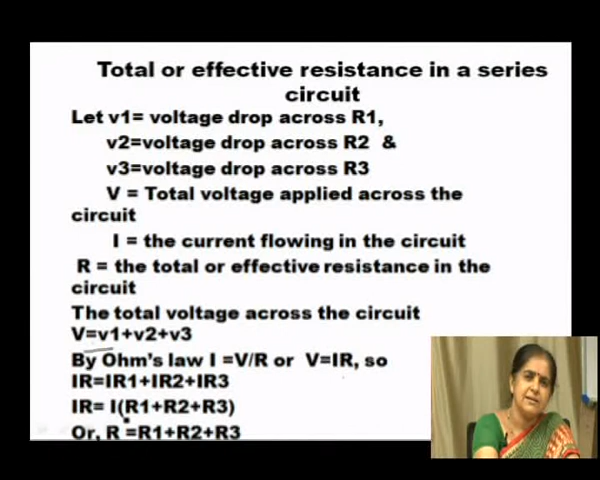 Total or effective resistance in a series
circuit
Let v1= voltage drop across R1,
v2=voltage drop across R2 &
v3=voltage drop across R3
V = Total voltage applied across the
circuit
I = the current flowing in the circuit
R = the total or effective resistance in the
circuit
The total voltage across the circuit
V=v1+v2+v3
By Ohm's law I =V/R or V=IR, so
IR=IR1+IR2+IR3
IR= I(R1+R2+R3)
Or, R =R1+R2+R3